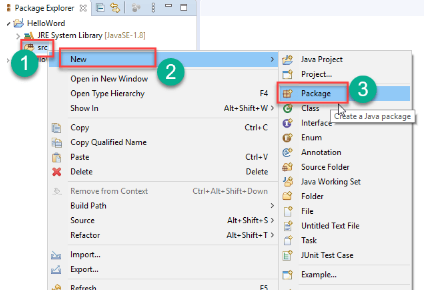 Package Explorer
HelloWord
JRE System Library [JavaSE-1.8]
src
1
New
2
Open in New Window
Open Type Hierarchy F4
Show In Alt+Shift+W
Copy Ctrl+C
Copy Qualified Name
Paste Ctrl+V
Delete Delete
Remove from Context Ctrl+Alt+Shift+Down
Build Path
Source Alt+Shift+S
Refactor Alt+Shift+T
Import...
Export...
Refresh F5
Java Project
Project...
Package
3
Class
Create a Java package
Interface
Enum
Annotation
Source Folder
Java Working Set
Folder
File
Untitled Text File
Task
JUnit Test Case
Example...